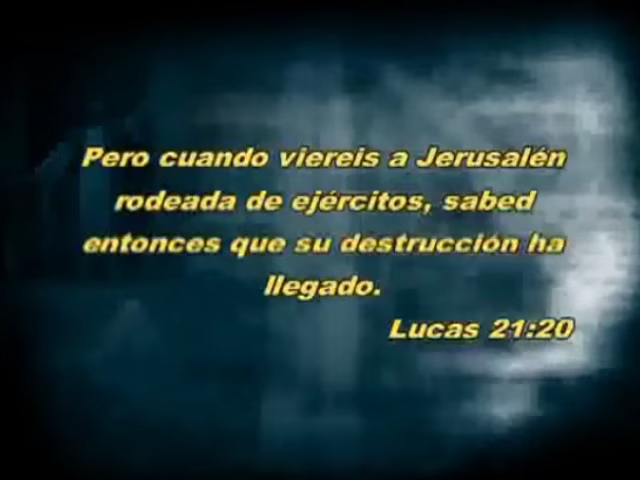 Pero cuando viereis a Jerusalén
rodeada de ejércitos, sabed
entonces que su destrucción ha
llegado.
Lucas 21:20